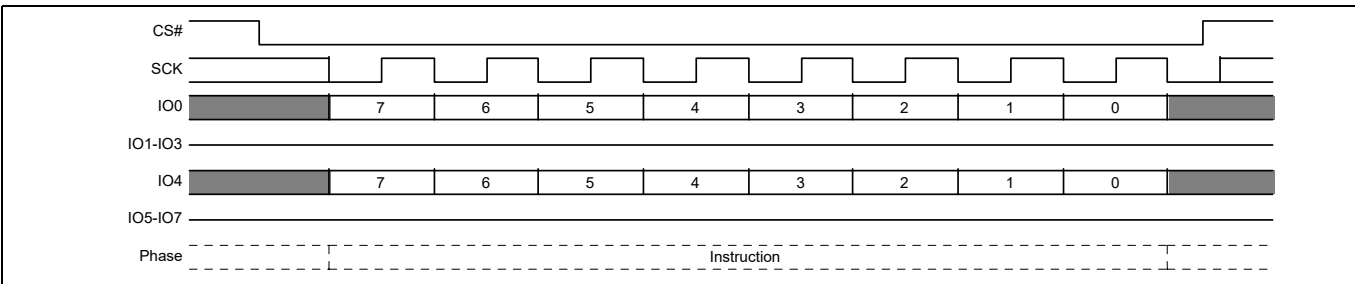 CS#
SCK
IO0 7 6 5 4 3 2 1 0
IO1-IO3
IO4 7 6 5 4 3 2 1 0
IO5-IO7
Phase Instruction